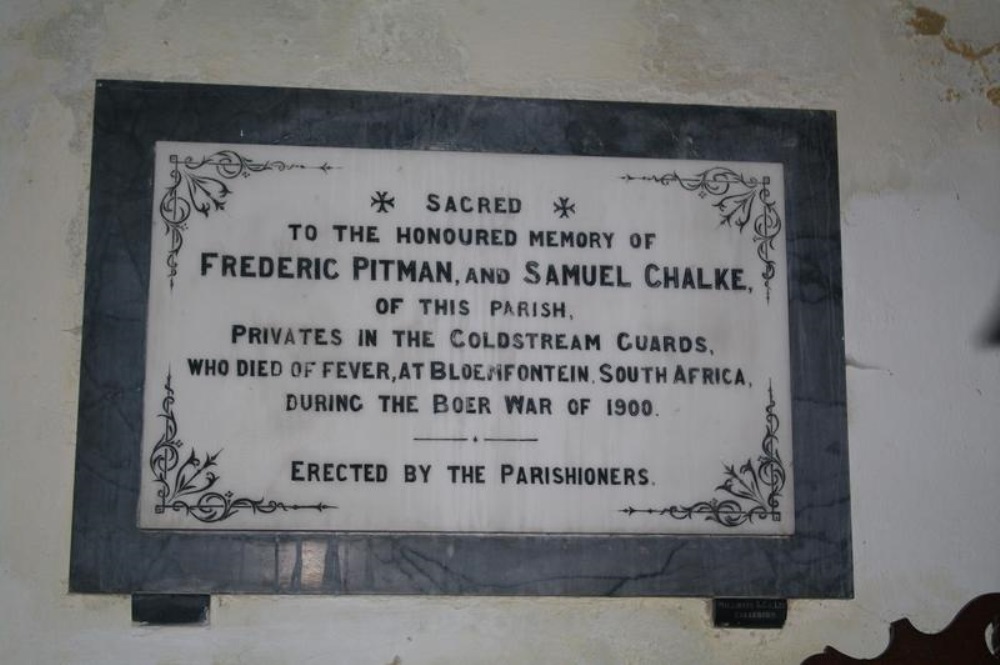 SACRED
TO THE HONOURED MEMORY OF
FREDERIC PITMAN, AND SAMUEL CHALKE,
OF THIS PARISH,
PRIVATES IN THE COLDSTREAM GUARDS,
WHO DIED OF FEVER, AT BLOEMFONTEIN, SOUTH AFRICA,
DURING THE BOER WAR OF 1900.
ERECTED BY THE PARISHIONERS.